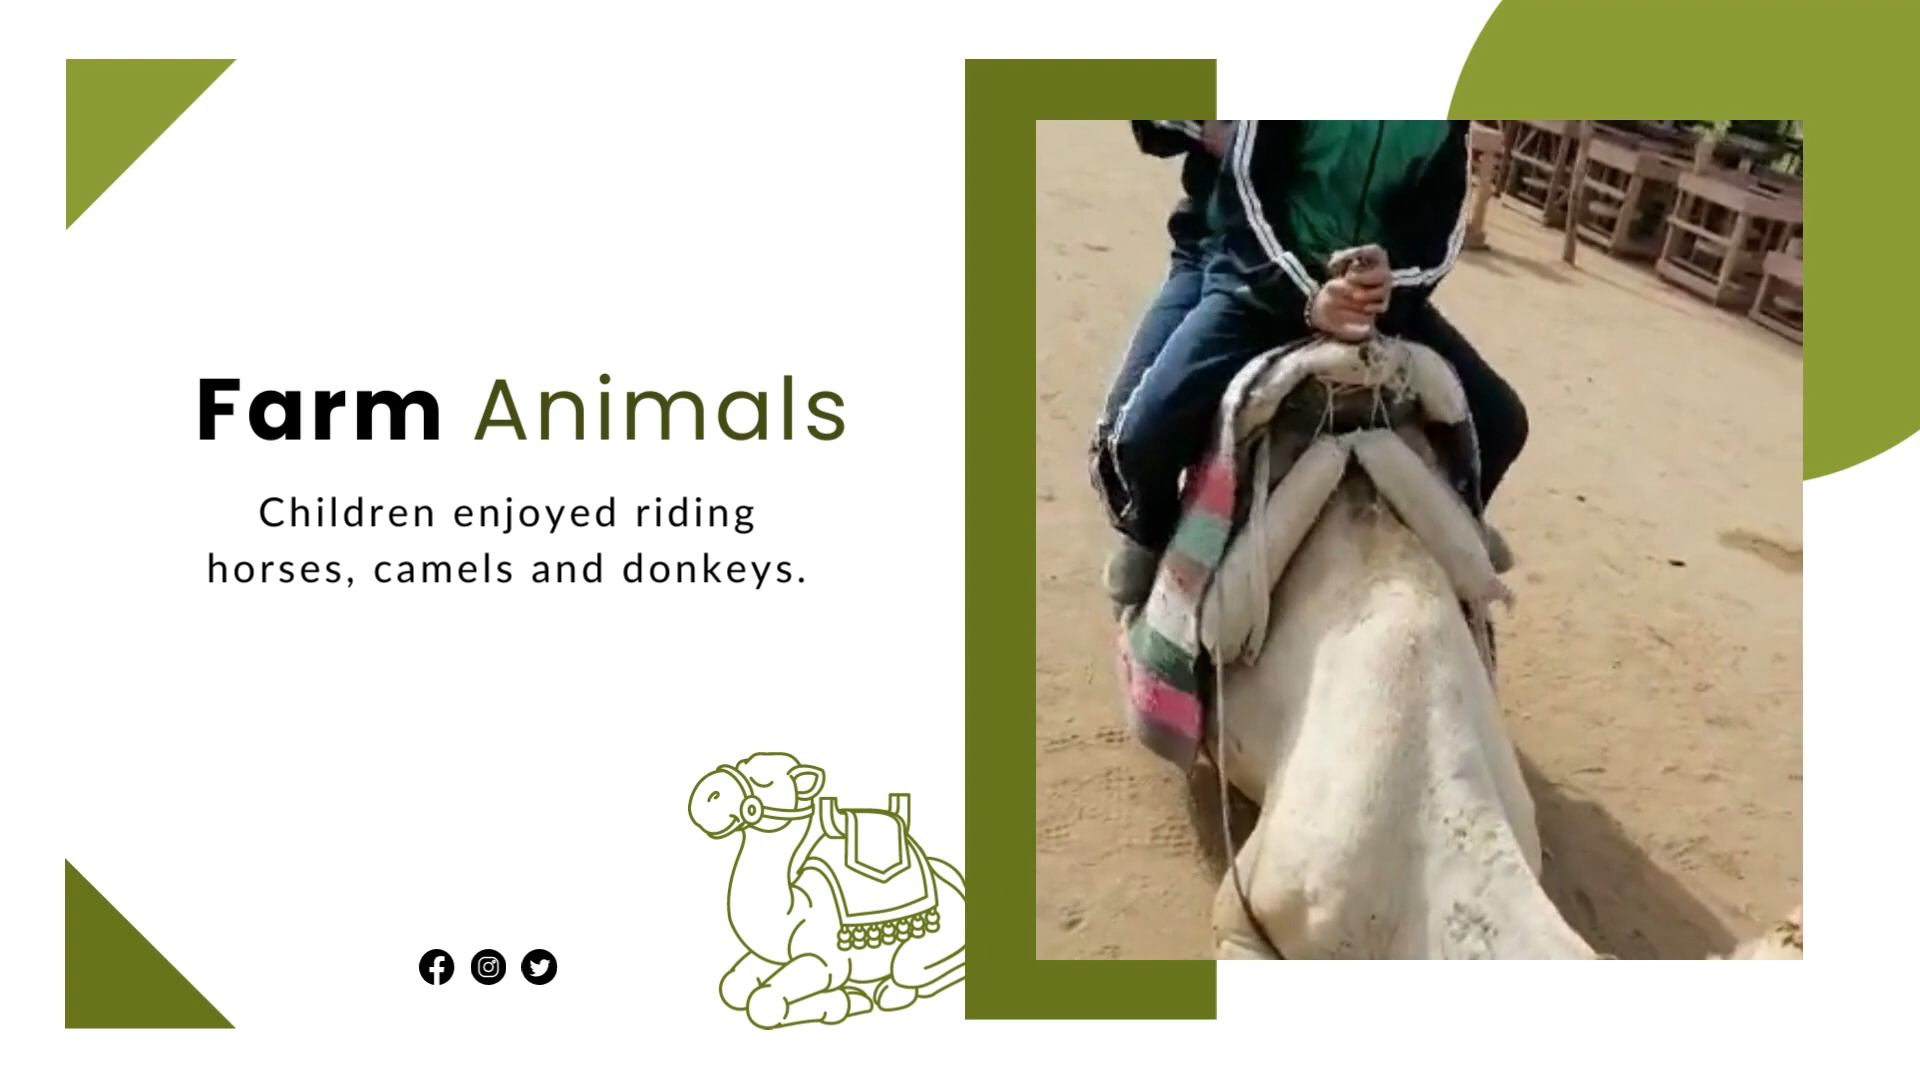 Farm Animals
Children enjoyed riding
horses, camels and donkeys.